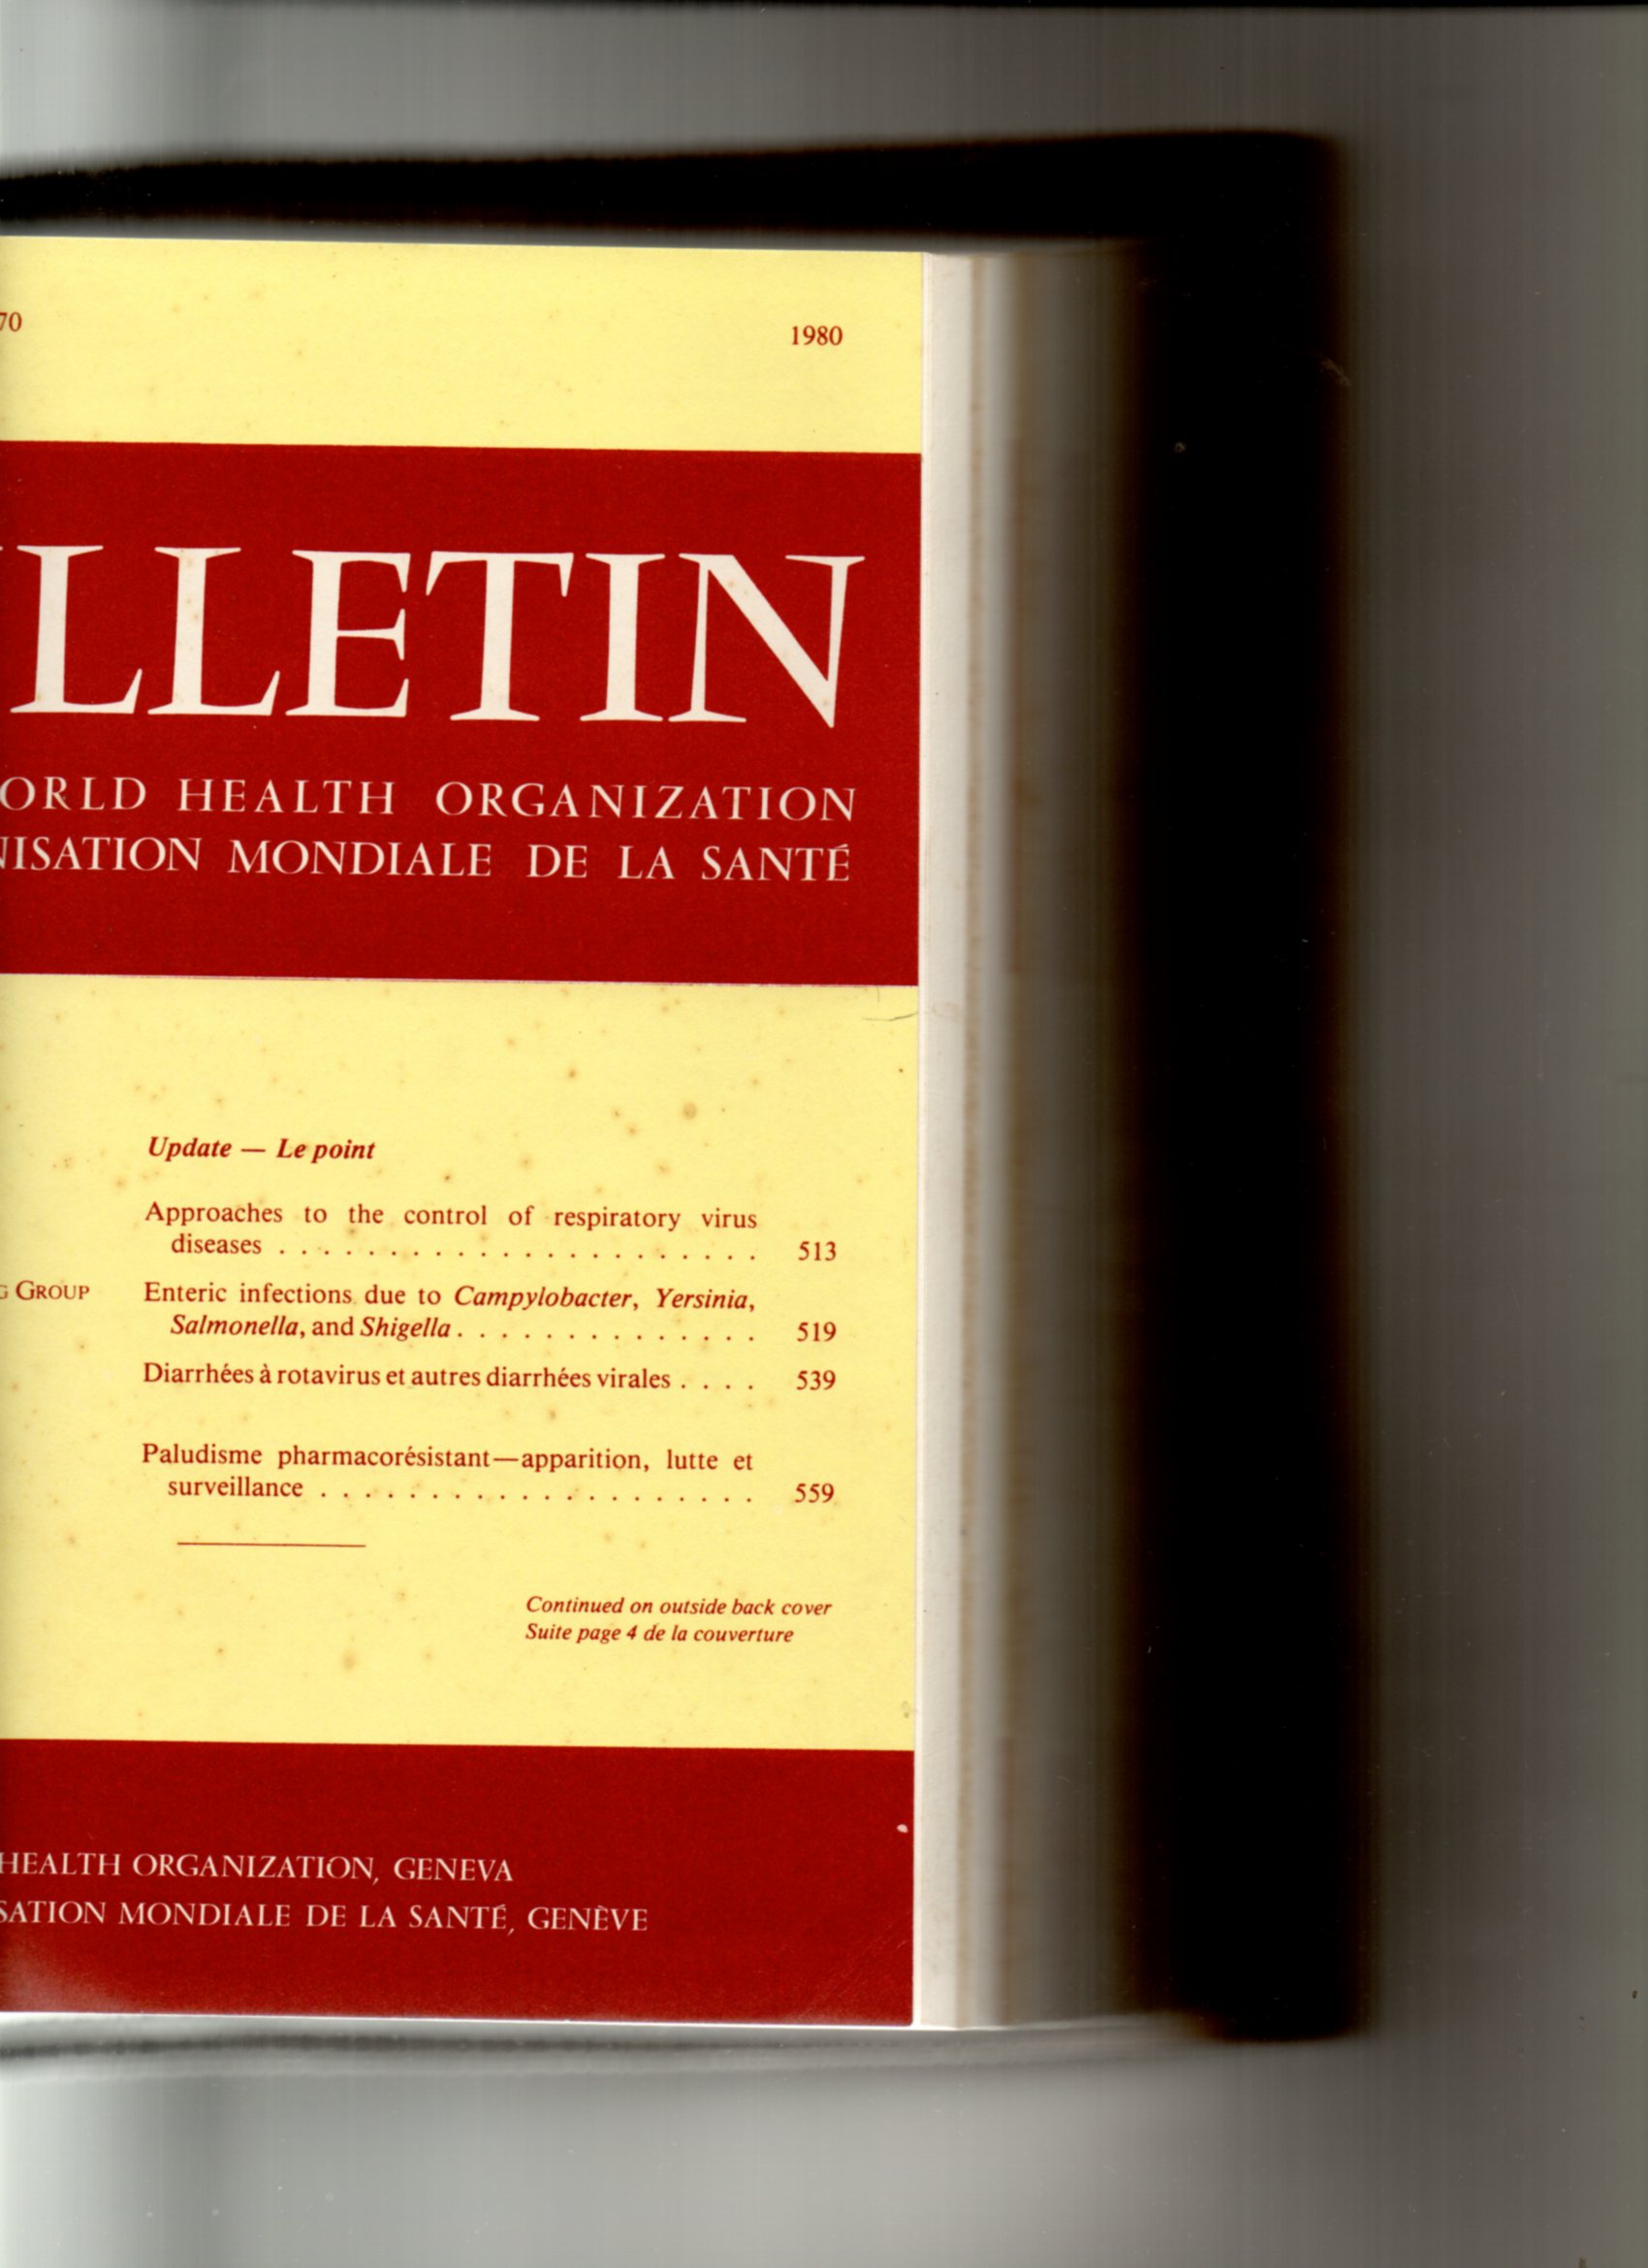 70 1980
LLETIN
ORLD HEALTH ORGANIZATION
NISATION MONDIALE DE LA SANTÉ
Update — Le point
Approaches to the control of respiratory virus
diseases . . . . . . . . . . . . . . . . . . . . . . 513
G GROUP Enteric infections due to Campylobacter, Yersinia,
Salmonella, and Shigella . . . . . . . . . . . . . . 519
Diarrhées à rotavirus et autres diarrhées virales . . . . 539
Paludisme pharmacorésistant—apparition, lutte et
surveillance . . . . . . . . . . . . . . . . . . . . 559
Continued on outside back cover
Suite page 4 de la couverture
HEALTH ORGANIZATION, GENEVA
SATION MONDIALE DE LA SANTÉ, GENÈVE